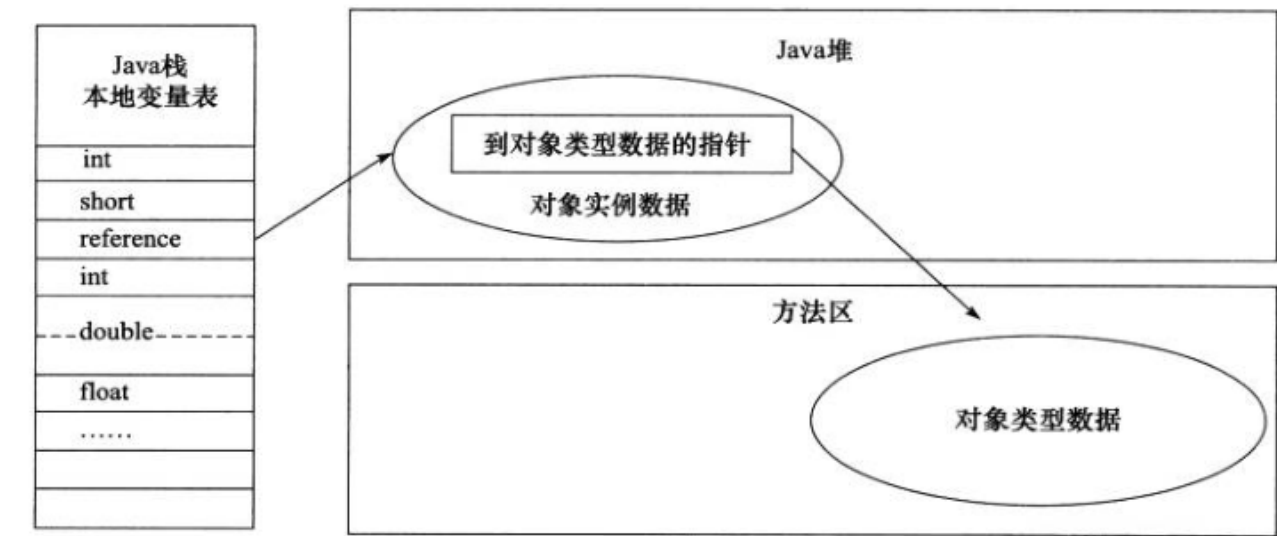 Java栈
本地变量表
int
short
reference
int
double
float
……
Java堆
到对象类型数据的指针
对象实例数据
方法区
对象类型数据